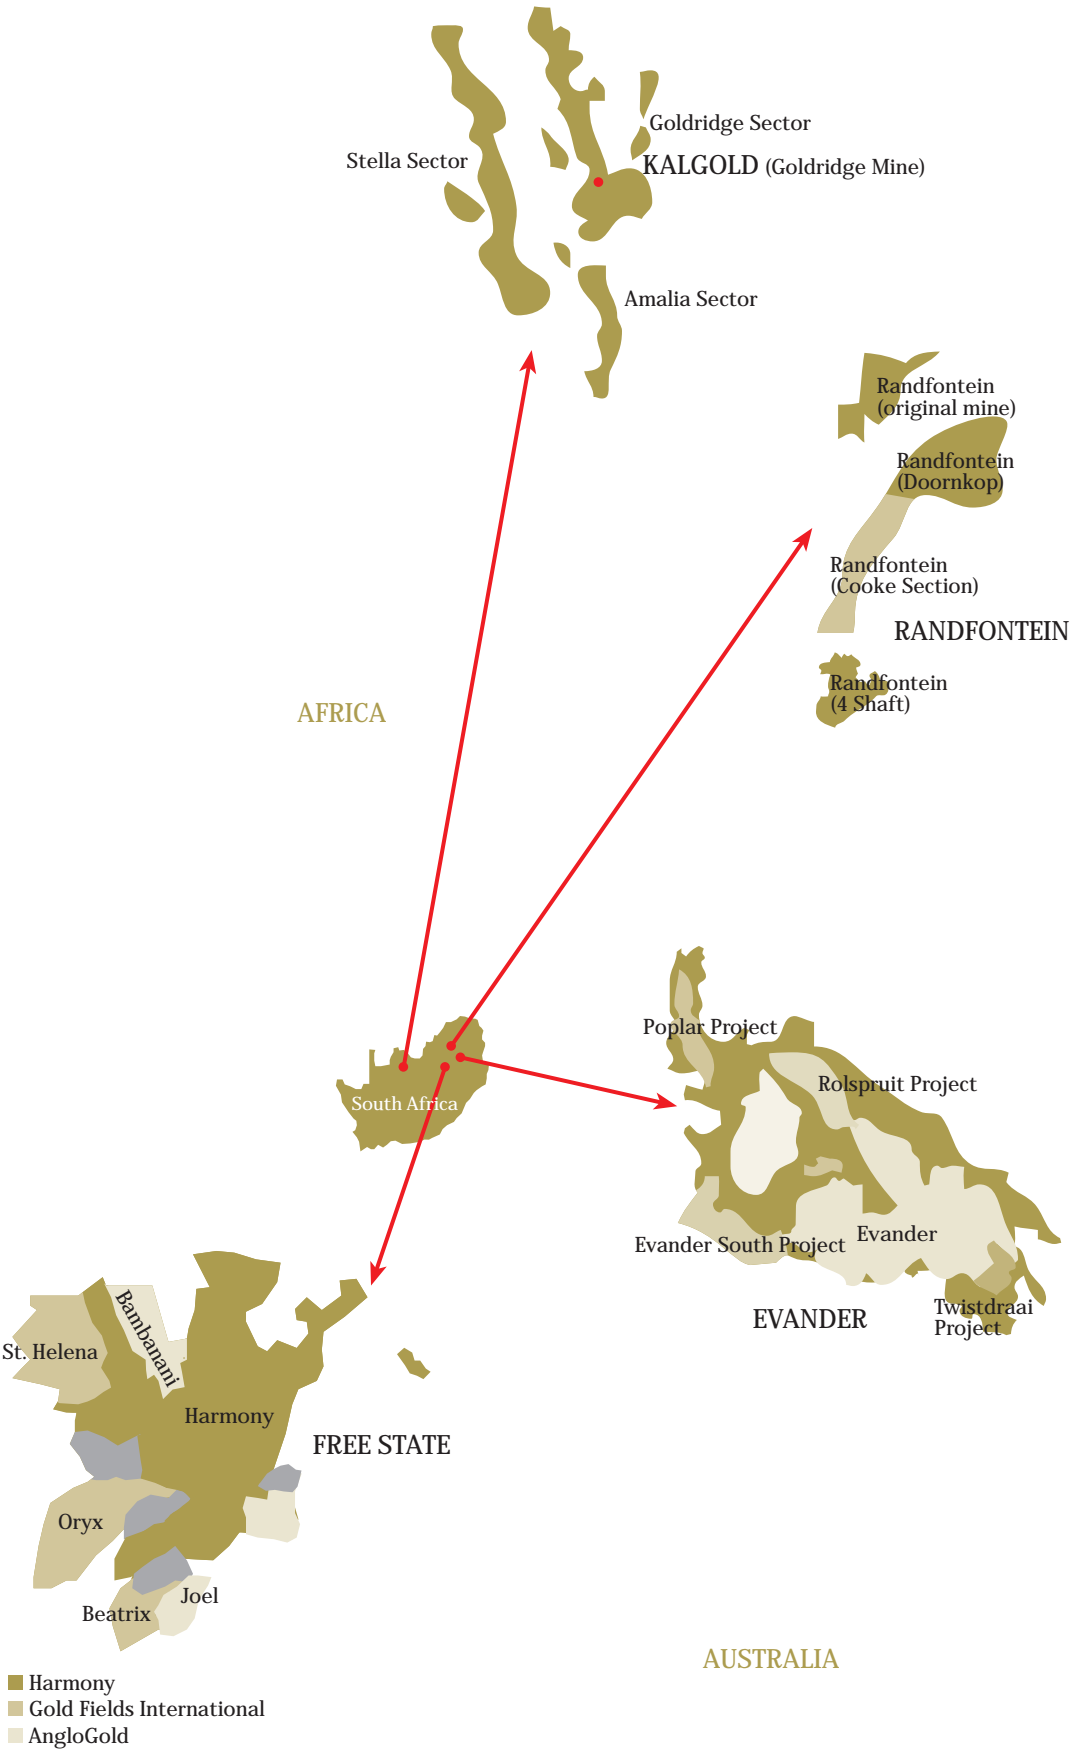 Goldridge Sector
Stella Sector
KALGOLD (Goldridge Mine)
Amalia Sector
Randfontein
(original mine)
Randfontein
(Doornkop)
Randfontein
(Cooke Section)
RANDFONTEIN
Randfontein
(4 Shaft)
AFRICA
Poplar Project
Rolspruit Project
South Africa
Evander
Evander South Project
Twistdraai
Project
EVANDER
Bambanani
St. Helena
Harmony
FREE STATE
Oryx
Joel
Beatrix
AUSTRALIA
Harmony
Gold Fields International
AngloGold